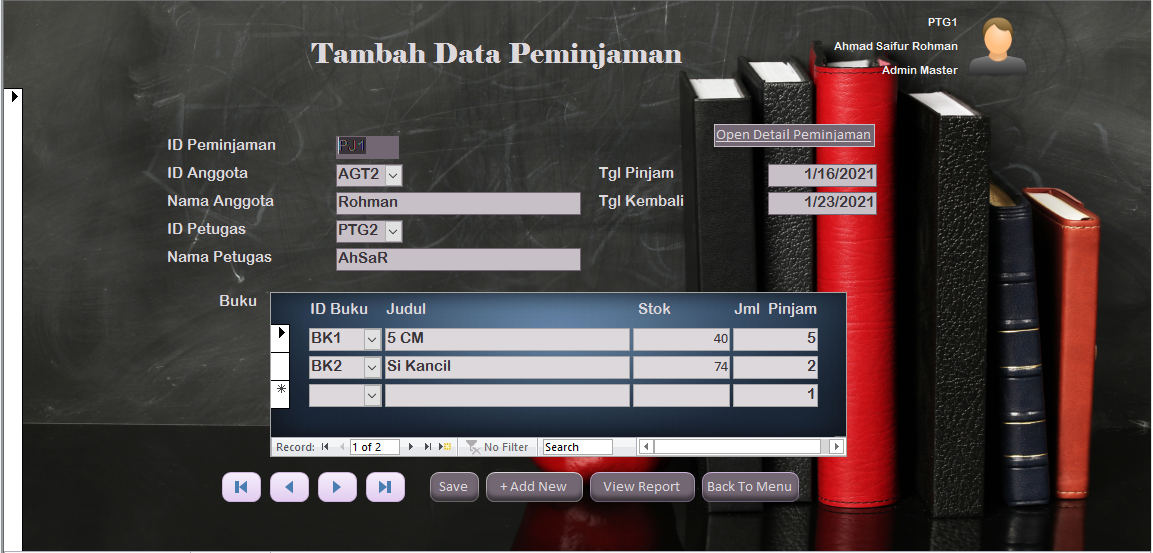 PTG1
Tambah Data Peminjaman
Ahmad Saifur Rohman
Admin Master
Open Detail Peminjaman
ID Peminjaman PJ1
ID Anggota AGT2 Tgl Pinjam 1/16/2021
Nama Anggota Rohman Tgl Kembali 1/23/2021
ID Petugas PTG2
Nama Petugas AhSaR
Buku
ID Buku Judul Stok Jml Pinjam
BK1 5 CM 40 5
BK2 Si Kancil 74 2
* 1
Record: 1 of 2 No Filter Search
Save + Add New View Report Back To Menu